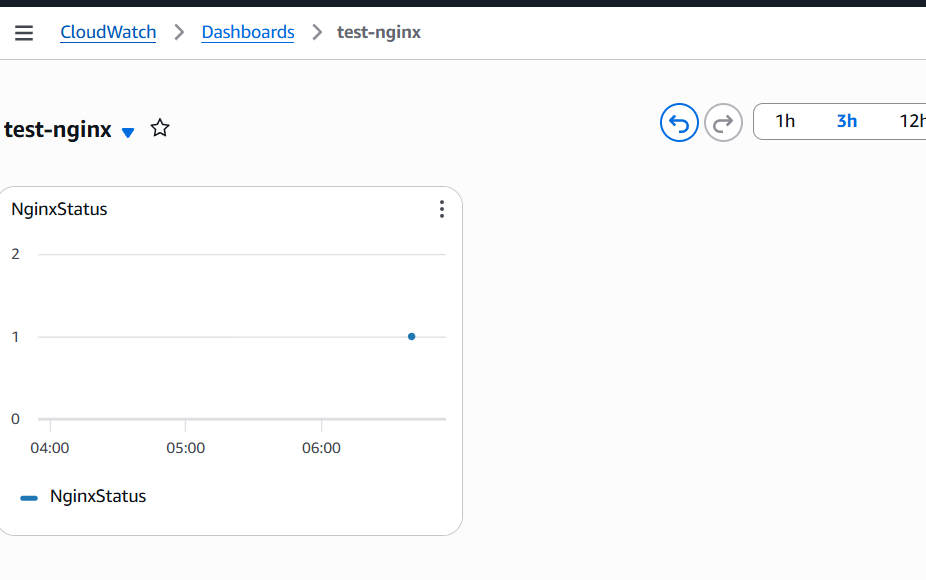 CloudWatch > Dashboards > test-nginx
test-nginx
1h 3h 12h
NginxStatus
2
1
0
04:00 05:00 06:00
NginxStatus